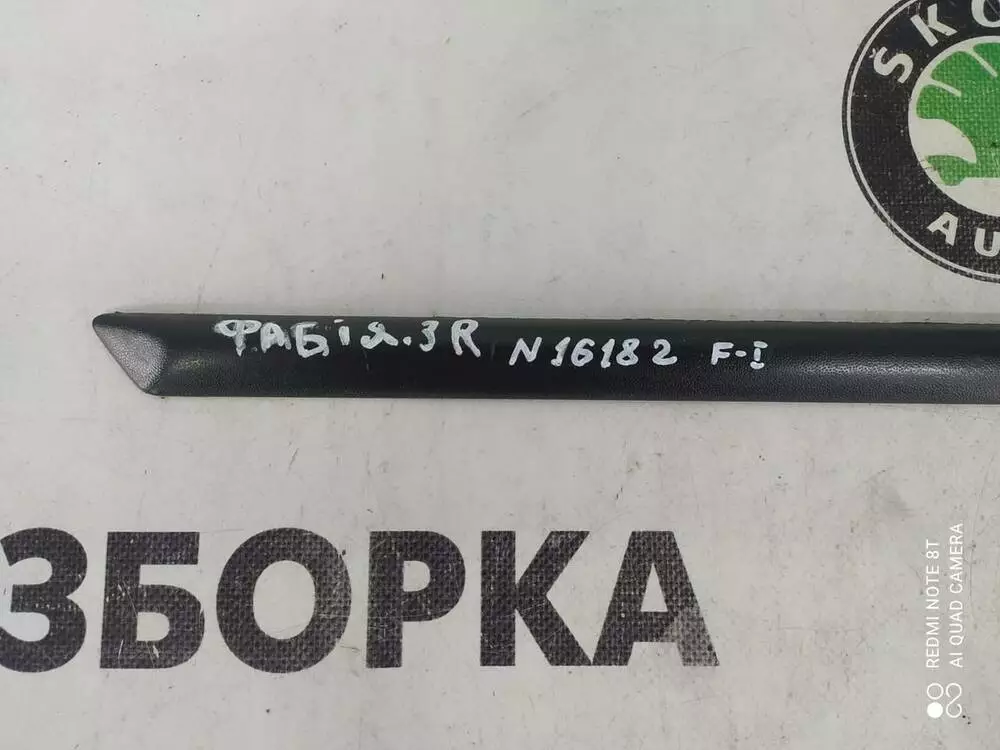 ŠKO
AU
ФАБІЯ.3R N16182 F-I
ЗБОРКА
REDMI NOTE 8T
AI QUAD CAMERA